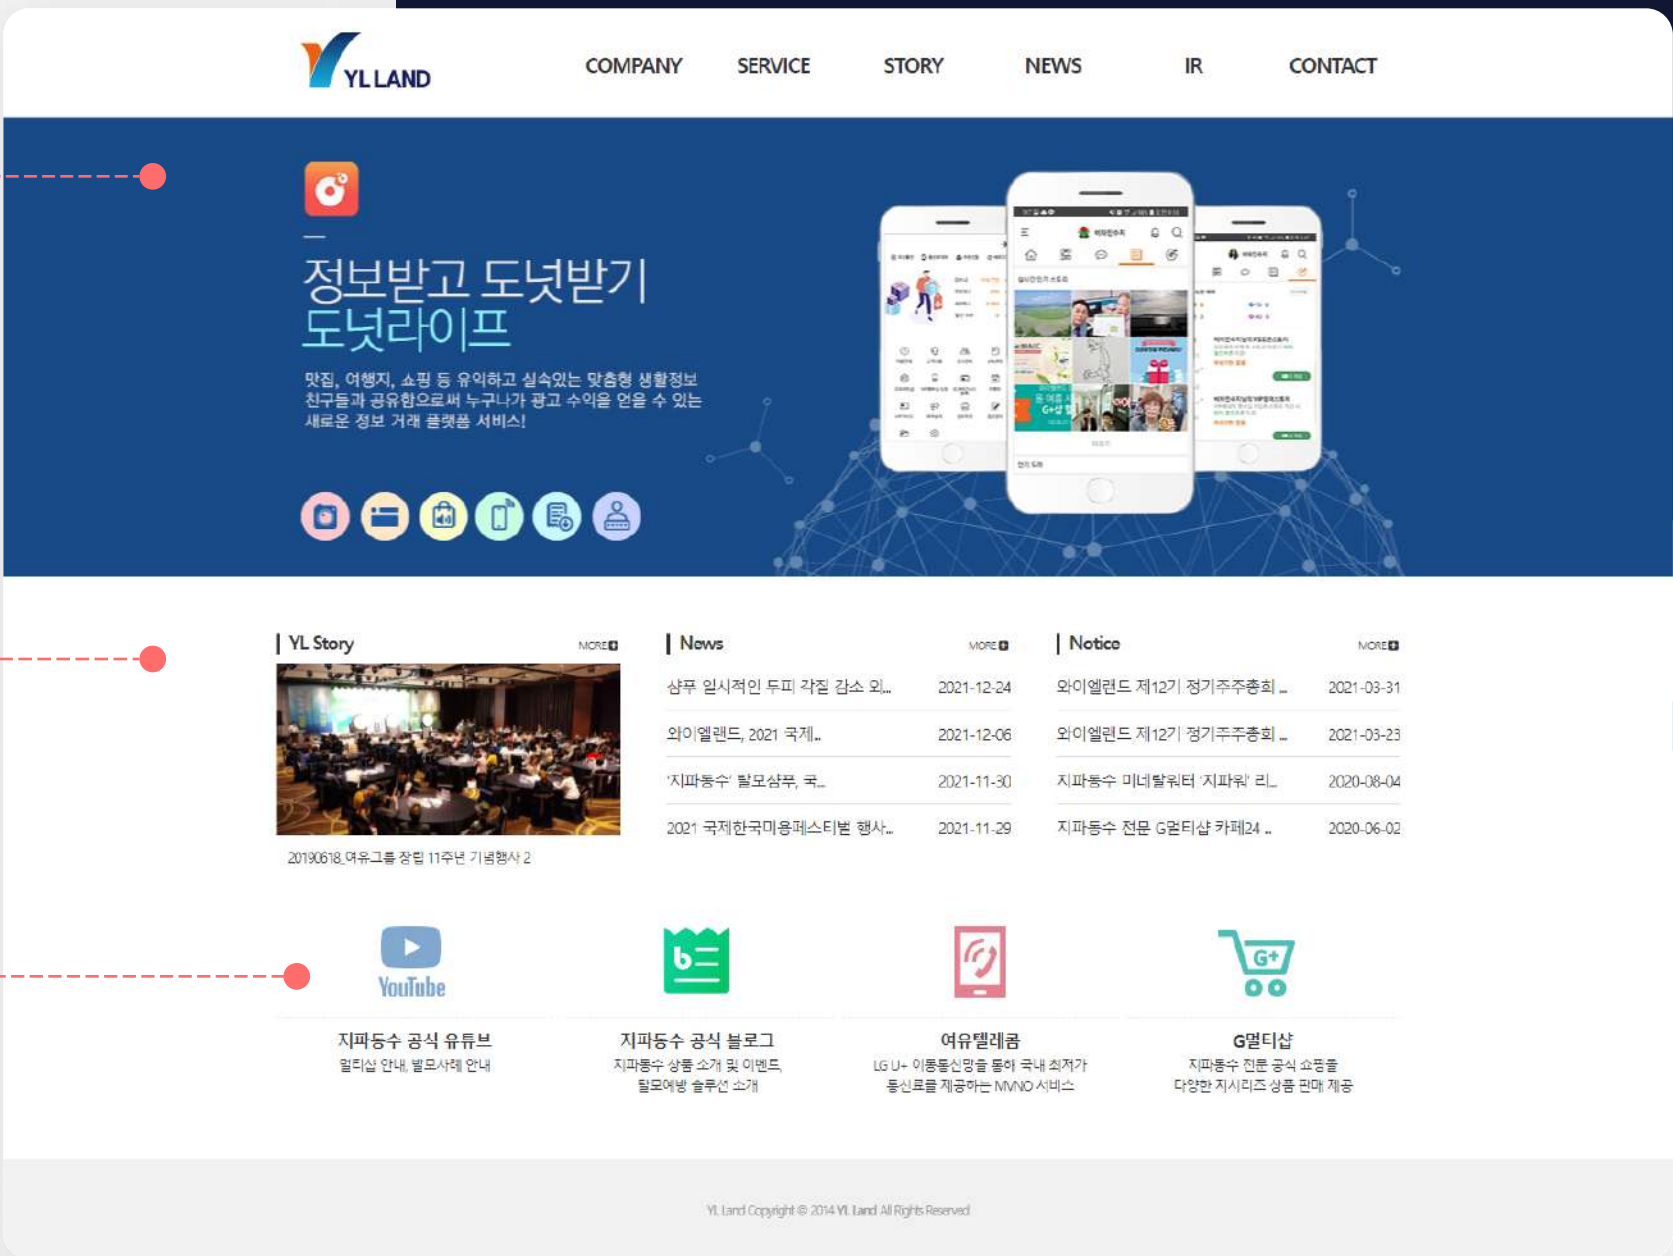 YL LAND
COMPANY
SERVICE
STORY
NEWS
IR
CONTACT
정보받고 도넛받기
도넛라이프
맛집, 여행지, 쇼핑 등 유익하고 실속있는 맞춤형 생활정보
친구들과 공유함으로써 누구나가 광고 수익을 얻을 수 있는
새로운 정보 거래 플랫폼 서비스!
YL Story
MORE
20190618_여유그룹 창립 11주년 기념행사 2
News
MORE
샴푸 일시적인 두피 각질 감소 외...
2021-12-24
와이엘랜드, 2021 국제...
2021-12-06
'지파동수' 탈모샴푸, 국...
2021-11-30
2021 국제한국미용페스티벌 행사...
2021-11-29
Notice
MORE
와이엘랜드 제12기 정기주주총회 ...
2021-03-31
와이엘랜드 제12기 정기주주총회 ...
2021-03-23
지파동수 미네랄워터 '지파워' 리...
2020-08-04
지파동수 전문 G멀티샵 카페24 ...
2020-06-02
YouTube
지파동수 공식 유튜브
멀티샵 안내, 발모사례 안내
b
지파동수 공식 블로그
지파동수 상품 소개 및 이벤트,
탈모예방 솔루션 소개
여유텔레콤
LG U+ 이동통신망을 통해 국내 최저가
통신료를 제공하는 MVNO 서비스
G+
G멀티샵
지파동수 전문 공식 쇼핑몰
다양한 지시리즈 상품 판매 제공
YL Land Copyright © 2014 YL Land All Rights Reserved